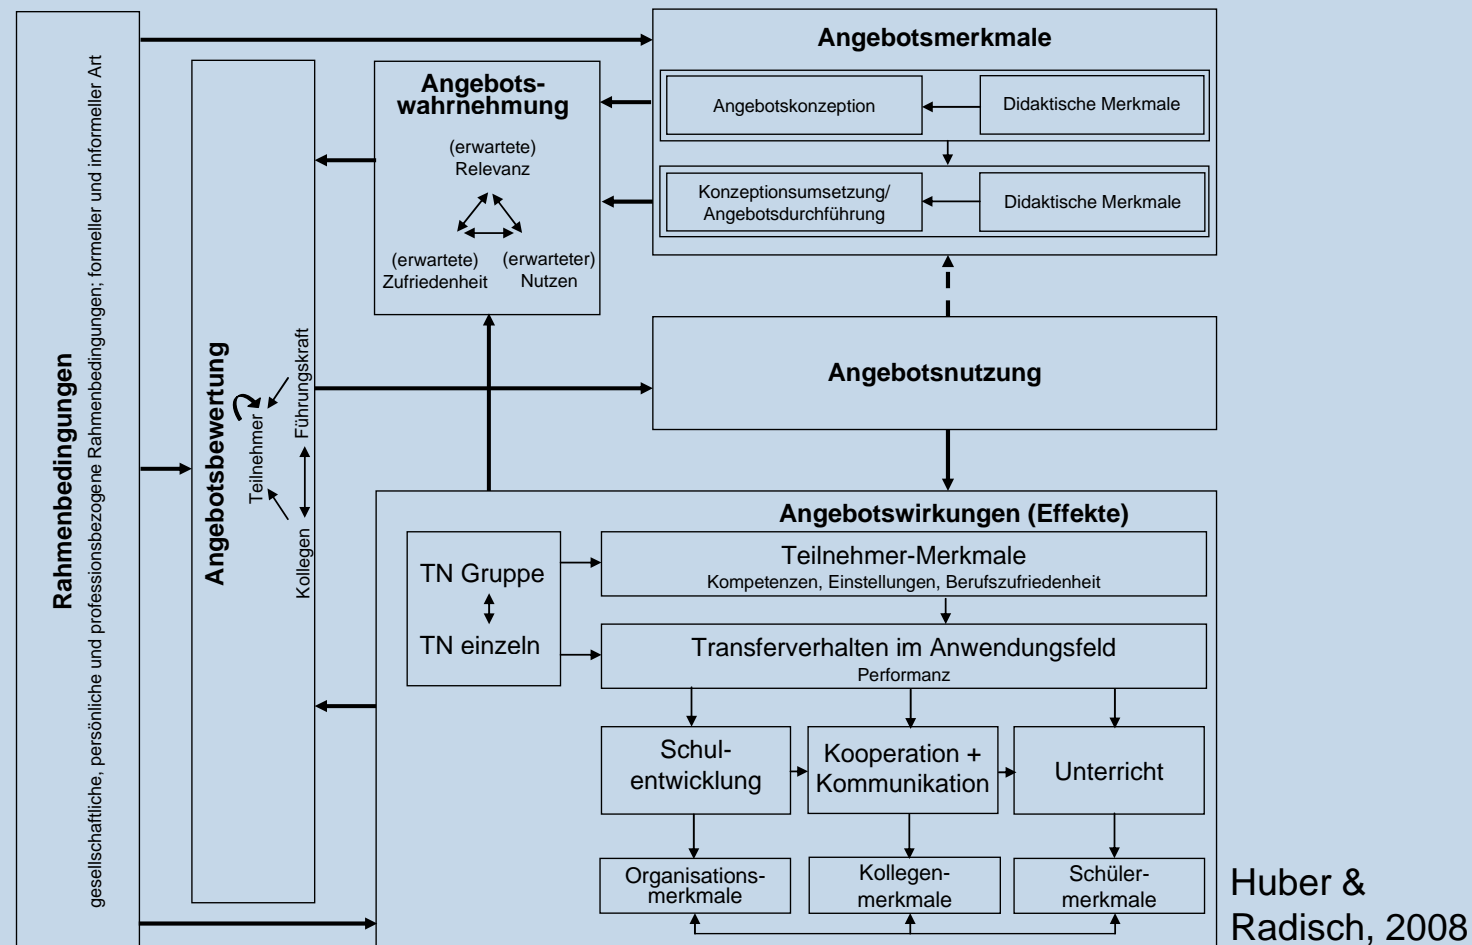 Rahmenbedingungen
gesellschaftliche, persönliche und professionsbezogene Rahmenbedingungen; formeller und informeller Art
Angebotsbewertung
Teilnehmer
Führungskraft
Kollegen
Angebots-
wahrnehmung
(erwartete)
Relevanz
(erwartete)
Zufriedenheit
(erwarteter)
Nutzen
Angebotsmerkmale
Angebotskonzeption
Didaktische Merkmale
Konzeptionsumsetzung/
Angebotsdurchführung
Didaktische Merkmale
Angebotsnutzung
Angebotswirkungen (Effekte)
TN Gruppe
TN einzeln
Teilnehmer-Merkmale
Kompetenzen, Einstellungen, Berufszufriedenheit
Transferverhalten im Anwendungsfeld
Performanz
Schul-
entwicklung
Kooperation +
Kommunikation
Unterricht
Organisations-
merkmale
Kollegen-
merkmale
Schüler-
merkmale
Huber &
Radisch, 2008